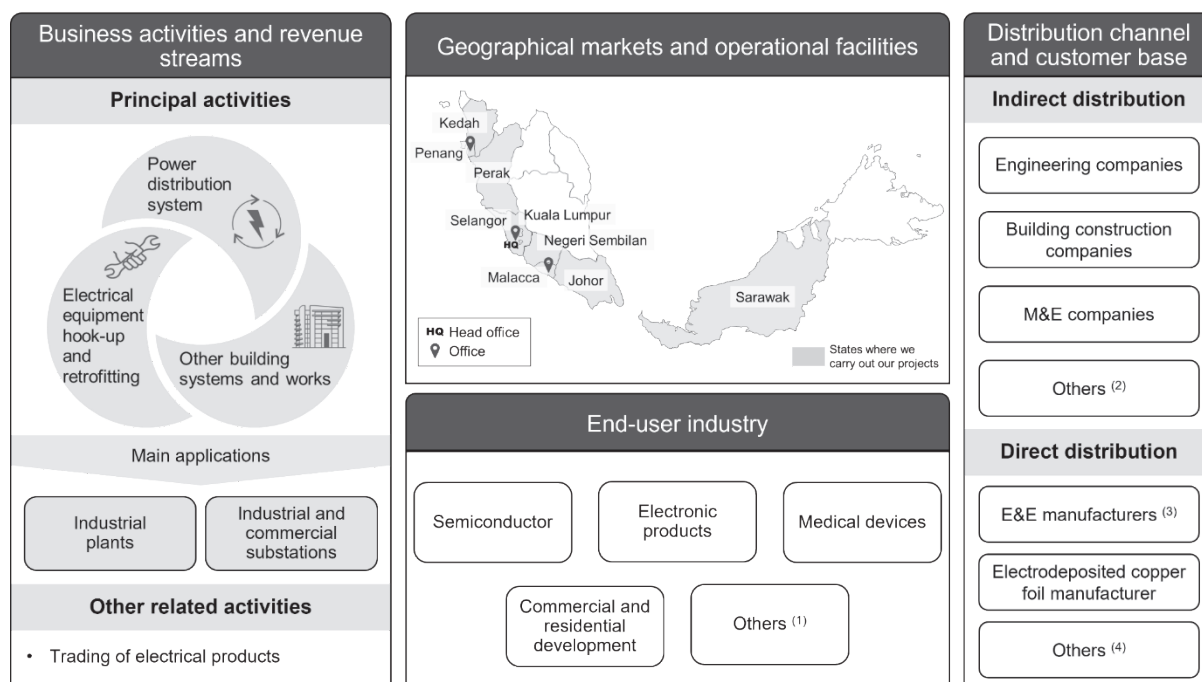 Business activities and revenue
streams
Principal activities
Power
distribution
system
Electrical
equipment
hook-up
and
retrofitting
Other building
systems and works
Main applications
Industrial
plants
Industrial and
commercial
substations
Other related activities
• Trading of electrical products
Geographical markets and operational facilities
Kedah
Penang
Perak
Selangor
Kuala Lumpur
HQ
Negeri Sembilan
Malacca
Johor
Sarawak
HQ Head office
Office
States where we
carry out our projects
End-user industry
Semiconductor
Electronic
products
Medical devices
Commercial and
residential
development
Others (1)
Distribution channel
and customer base
Indirect distribution
Engineering companies
Building construction
companies
M&E companies
Others (2)
Direct distribution
E&E manufacturers (3)
Electrodeposited copper
foil manufacturer
Others (4)